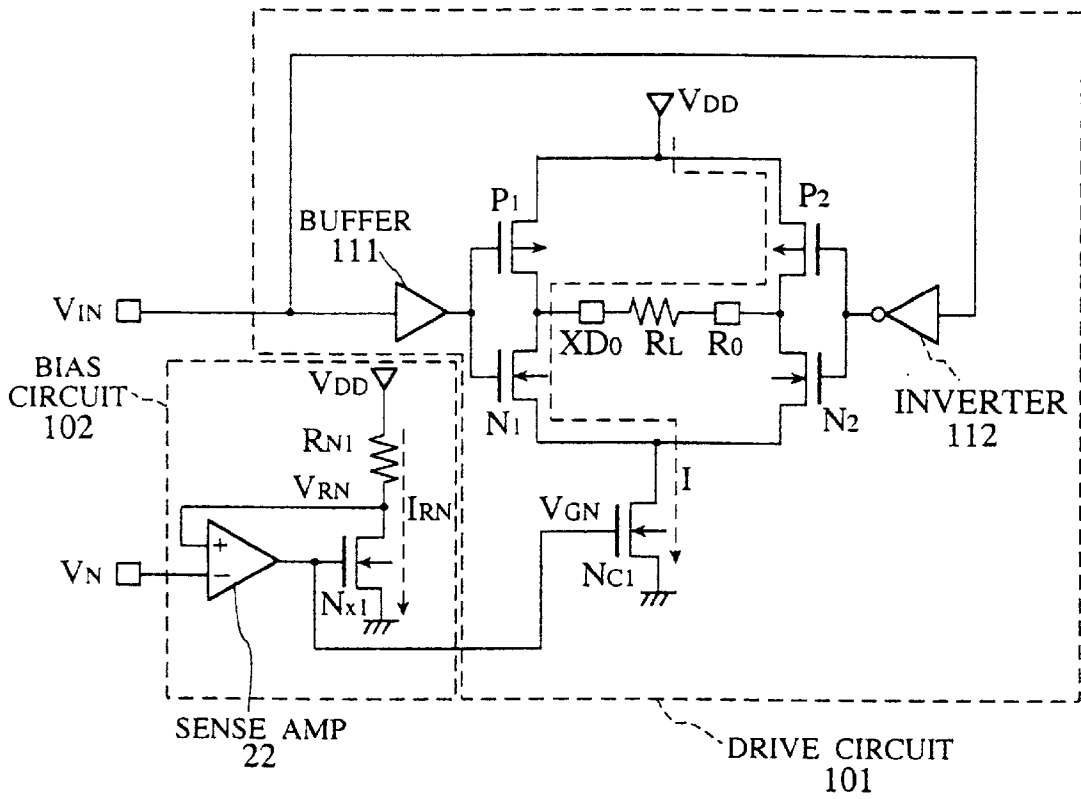 VDD
P1
P2
BUFFER
111
VIN
XD0
RL
R0
BIAS
CIRCUIT
102
VDD
N1
N2
INVERTER
112
RN1
VRN
IRN
VGN
I
+
−
VN
Nx1
NC1
SENSE AMP
22
DRIVE CIRCUIT
101